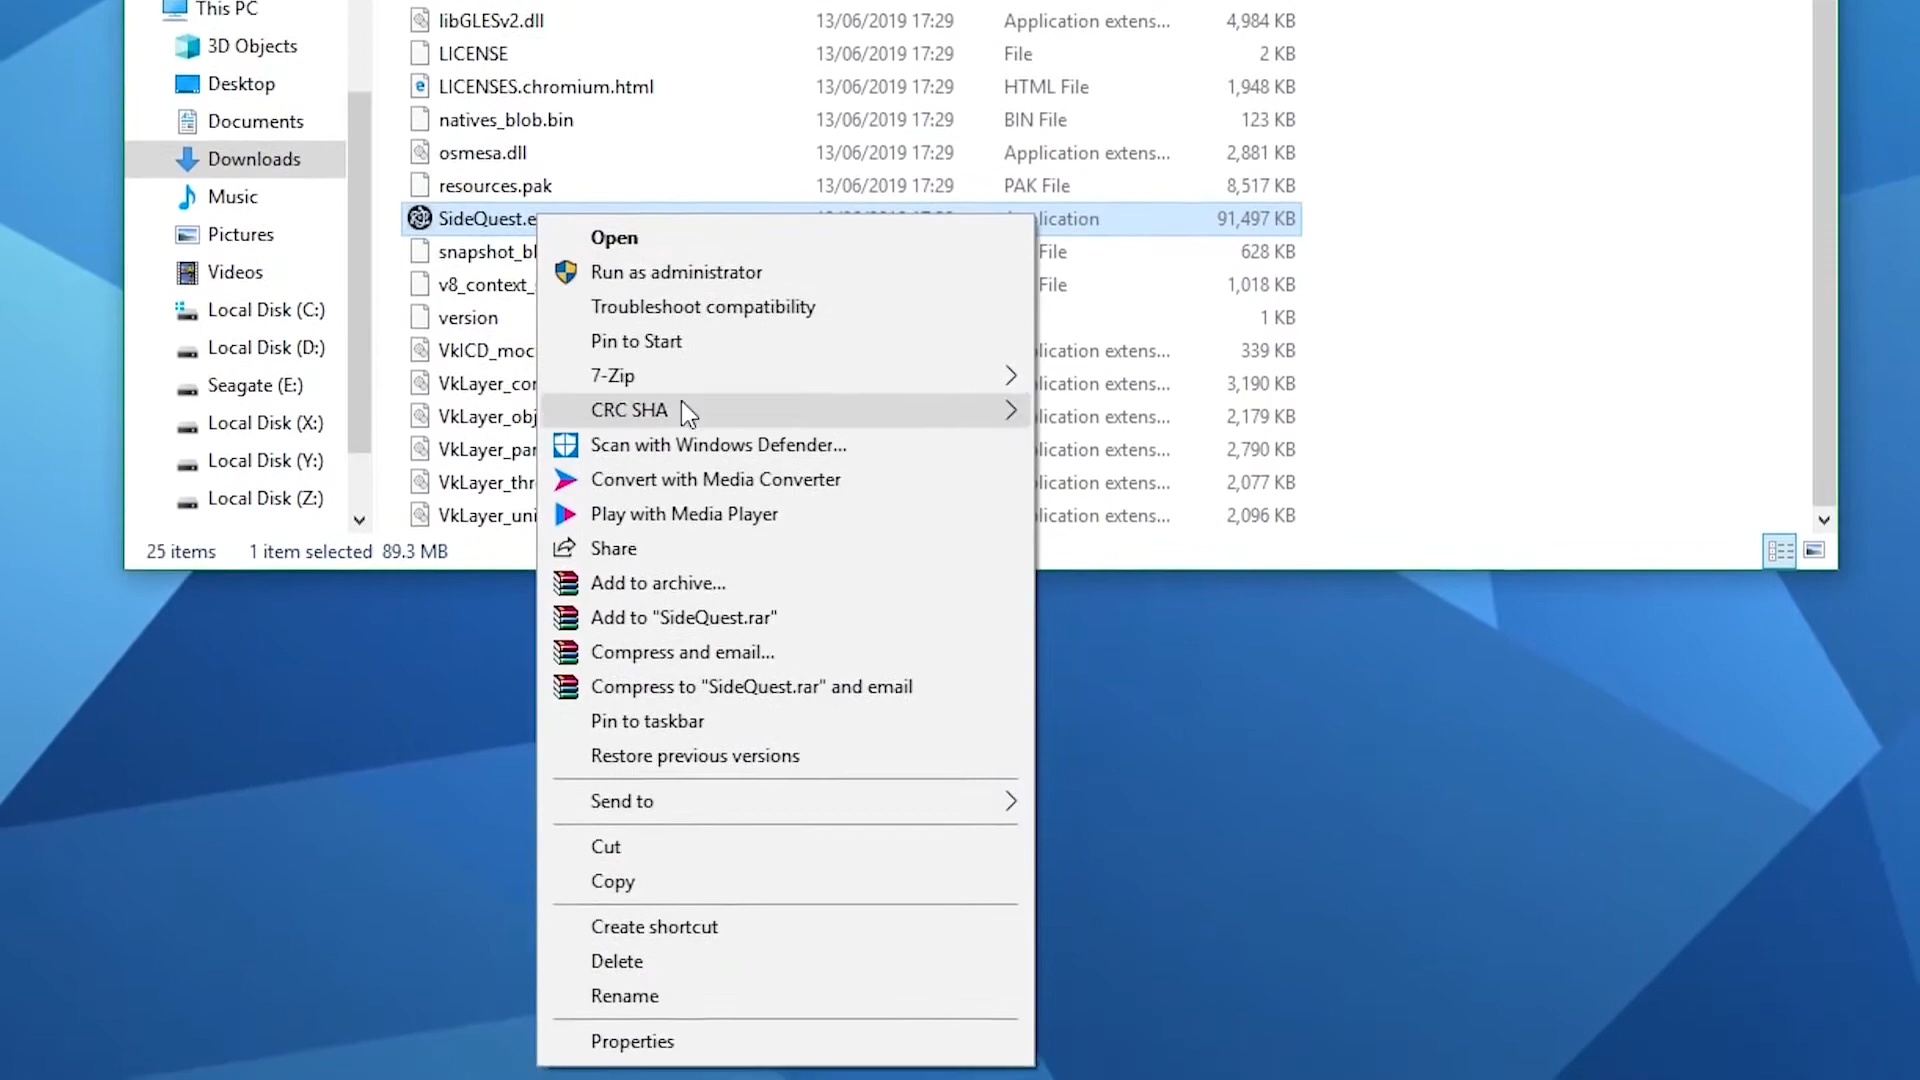 This PC
3D Objects
Desktop
Documents
Downloads
Music
Pictures
Videos
Local Disk (C:)
Local Disk (D:)
Seagate (E:)
Local Disk (X:)
Local Disk (Y:)
Local Disk (Z:)
libGLESv2.dll 13/06/2019 17:29 Application extens... 4,984 KB
LICENSE 13/06/2019 17:29 File 2 KB
LICENSES.chromium.html 13/06/2019 17:29 HTML File 1,948 KB
natives_blob.bin 13/06/2019 17:29 BIN File 123 KB
osmesa.dll 13/06/2019 17:29 Application extens... 2,881 KB
resources.pak 13/06/2019 17:29 PAK File 8,517 KB
SideQuest.e lication 91,497 KB
snapshot_bl File 628 KB
v8_context_ File 1,018 KB
version 1 KB
VkICD_moc lication extens... 339 KB
VkLayer_cor lication extens... 3,190 KB
VkLayer_obj lication extens... 2,179 KB
VkLayer_par lication extens... 2,790 KB
VkLayer_thr lication extens... 2,077 KB
VkLayer_uni lication extens... 2,096 KB
25 items 1 item selected 89.3 MB
Open
Run as administrator
Troubleshoot compatibility
Pin to Start
7-Zip
CRC SHA
Scan with Windows Defender...
Convert with Media Converter
Play with Media Player
Share
Add to archive...
Add to "SideQuest.rar"
Compress and email...
Compress to "SideQuest.rar" and email
Pin to taskbar
Restore previous versions
Send to
Cut
Copy
Create shortcut
Delete
Rename
Properties